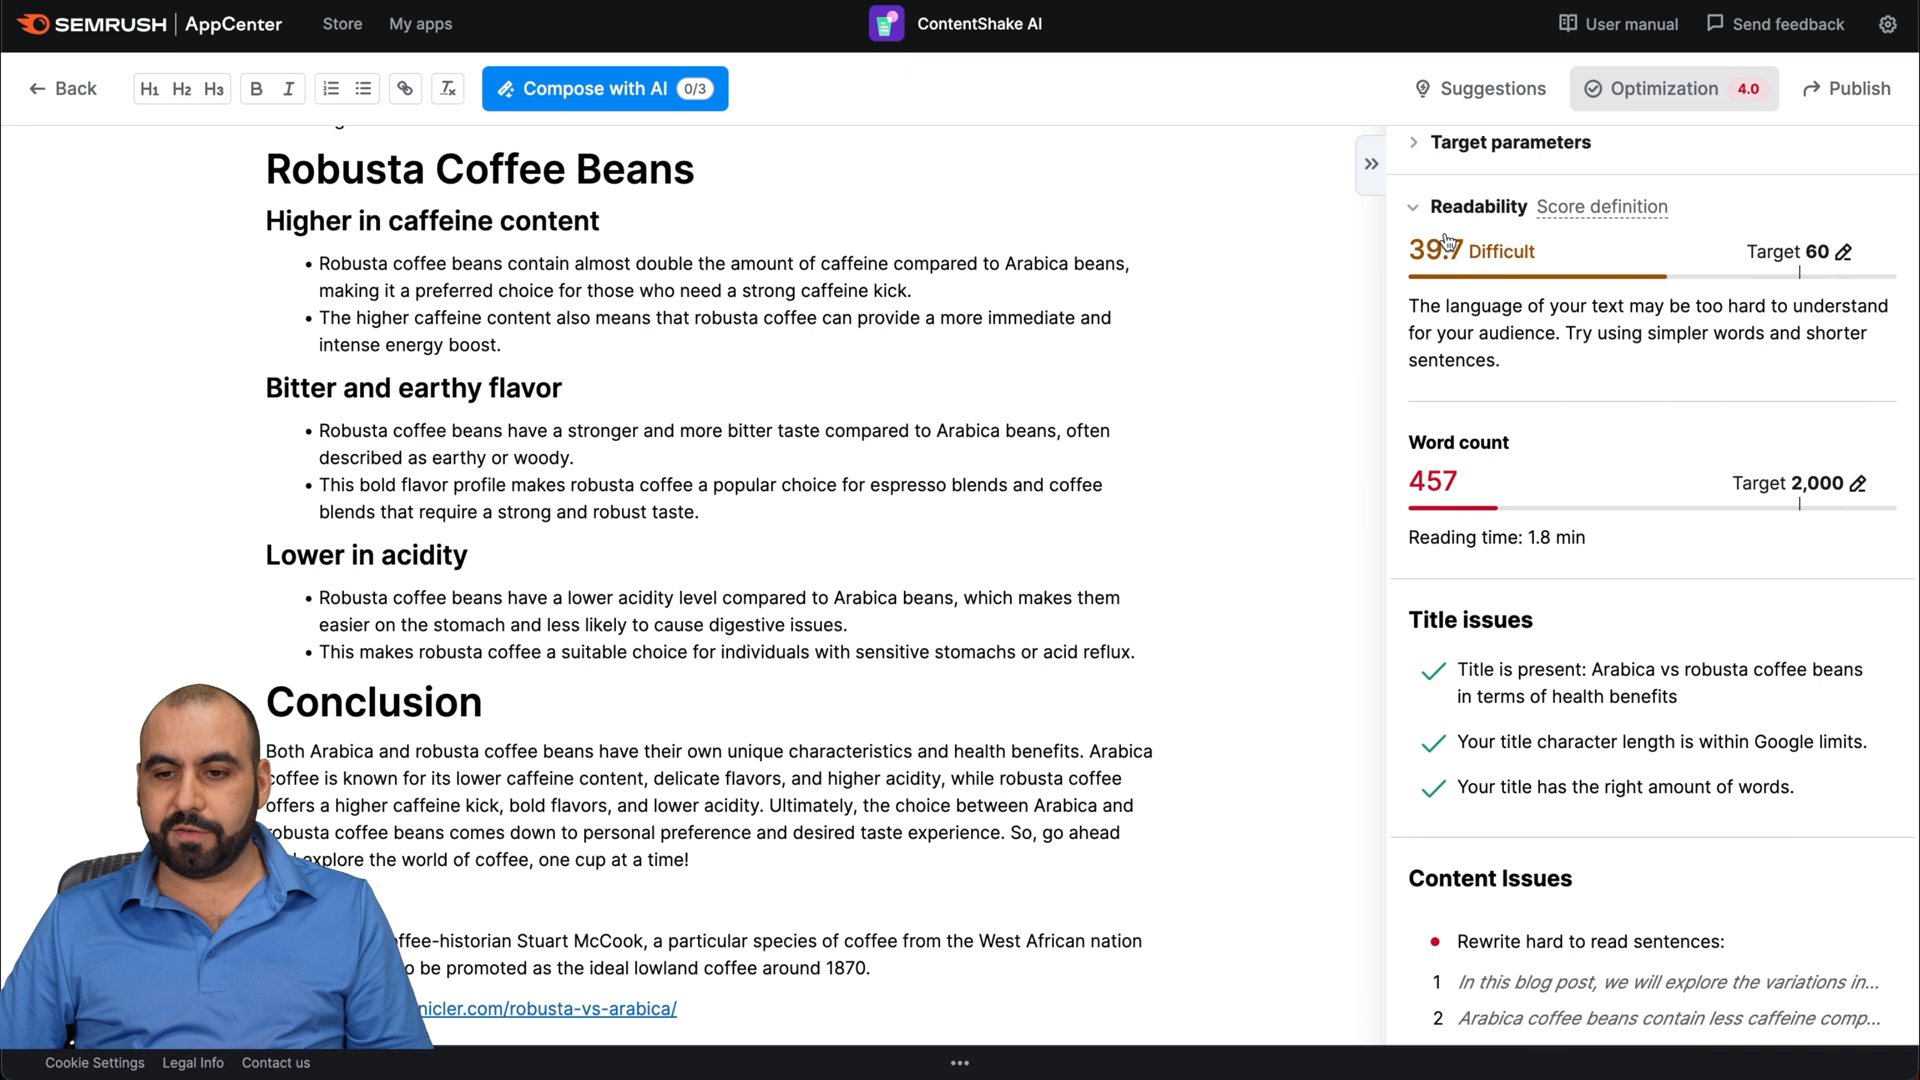 SEMRUSH | AppCenter Store My apps ContentShake AI User manual Send feedback
Back H1 H2 H3 B I Compose with AI 0/3 Suggestions Optimization 4.0 Publish
Robusta Coffee Beans
Higher in caffeine content
• Robusta coffee beans contain almost double the amount of caffeine compared to Arabica beans,
making it a preferred choice for those who need a strong caffeine kick.
• The higher caffeine content also means that robusta coffee can provide a more immediate and
intense energy boost.
Bitter and earthy flavor
• Robusta coffee beans have a stronger and more bitter taste compared to Arabica beans, often
described as earthy or woody.
• This bold flavor profile makes robusta coffee a popular choice for espresso blends and coffee
blends that require a strong and robust taste.
Lower in acidity
• Robusta coffee beans have a lower acidity level compared to Arabica beans, which makes them
easier on the stomach and less likely to cause digestive issues.
• This makes robusta coffee a suitable choice for individuals with sensitive stomachs or acid reflux.
Conclusion
Both Arabica and robusta coffee beans have their own unique characteristics and health benefits. Arabica
coffee is known for its lower caffeine content, delicate flavors, and higher acidity, while robusta coffee
offers a higher caffeine kick, bold flavors, and lower acidity. Ultimately, the choice between Arabica and
robusta coffee beans comes down to personal preference and desired taste experience. So, go ahead
explore the world of coffee, one cup at a time!
ffee-historian Stuart McCook, a particular species of coffee from the West African nation
o be promoted as the ideal lowland coffee around 1870.
nicler.com/robusta-vs-arabica/
Target parameters
Readability Score definition
39.7 Difficult Target 60
The language of your text may be too hard to understand
for your audience. Try using simpler words and shorter
sentences.
Word count
457 Target 2,000
Reading time: 1.8 min
Title issues
Title is present: Arabica vs robusta coffee beans
in terms of health benefits
Your title character length is within Google limits.
Your title has the right amount of words.
Content Issues
• Rewrite hard to read sentences:
1 In this blog post, we will explore the variations in...
2 Arabica coffee beans contain less caffeine comp...
Cookie Settings Legal Info Contact us